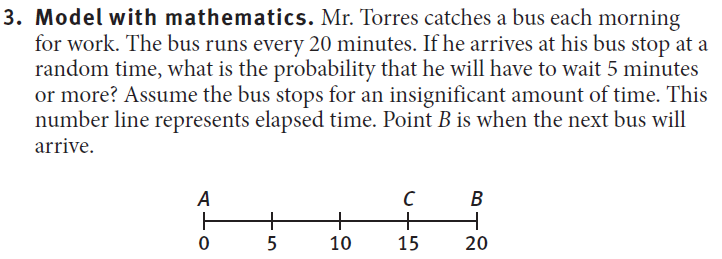 3. Model with mathematics. Mr. Torres catches a bus each morning
for work. The bus runs every 20 minutes. If he arrives at his bus stop at a
random time, what is the probability that he will have to wait 5 minutes
or more? Assume the bus stops for an insignificant amount of time. This
number line represents elapsed time. Point B is when the next bus will
arrive.
A C B
0 5 10 15 20